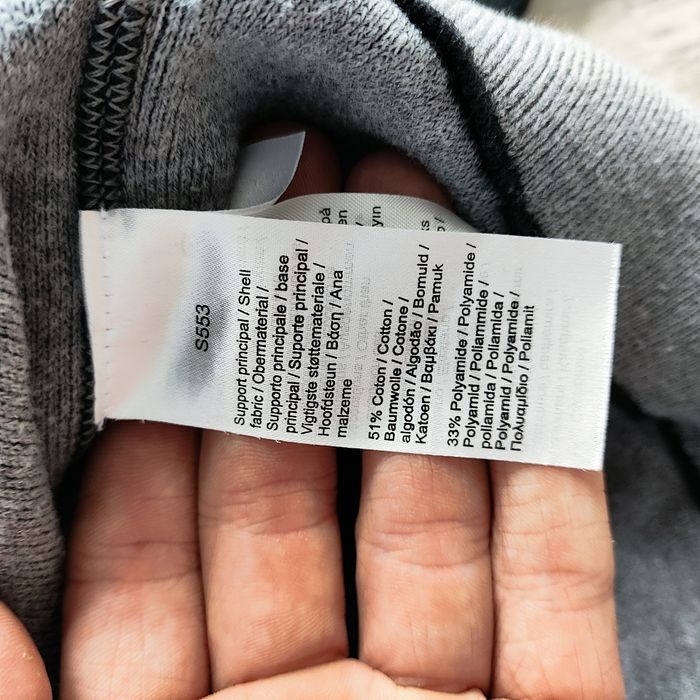 S553
Support principal / Shell
fabric / Obermaterial /
Supporto principale / base
principal / Suporte principal /
Vigtigste støttemateriale /
Hoofdsteun / Βάση / Ana
malzeme
51% Coton / Cotton /
Baumwolle / Cotone /
algodón / Algodão / Bomuld /
Katoen / Βαμβάκι / Pamuk
33% Polyamide / Polyamide /
Polyamid / Poliammide /
poliamida / Poliamida /
Polyamid / Polyamide /
Πολυαμίδιο / Poliamit